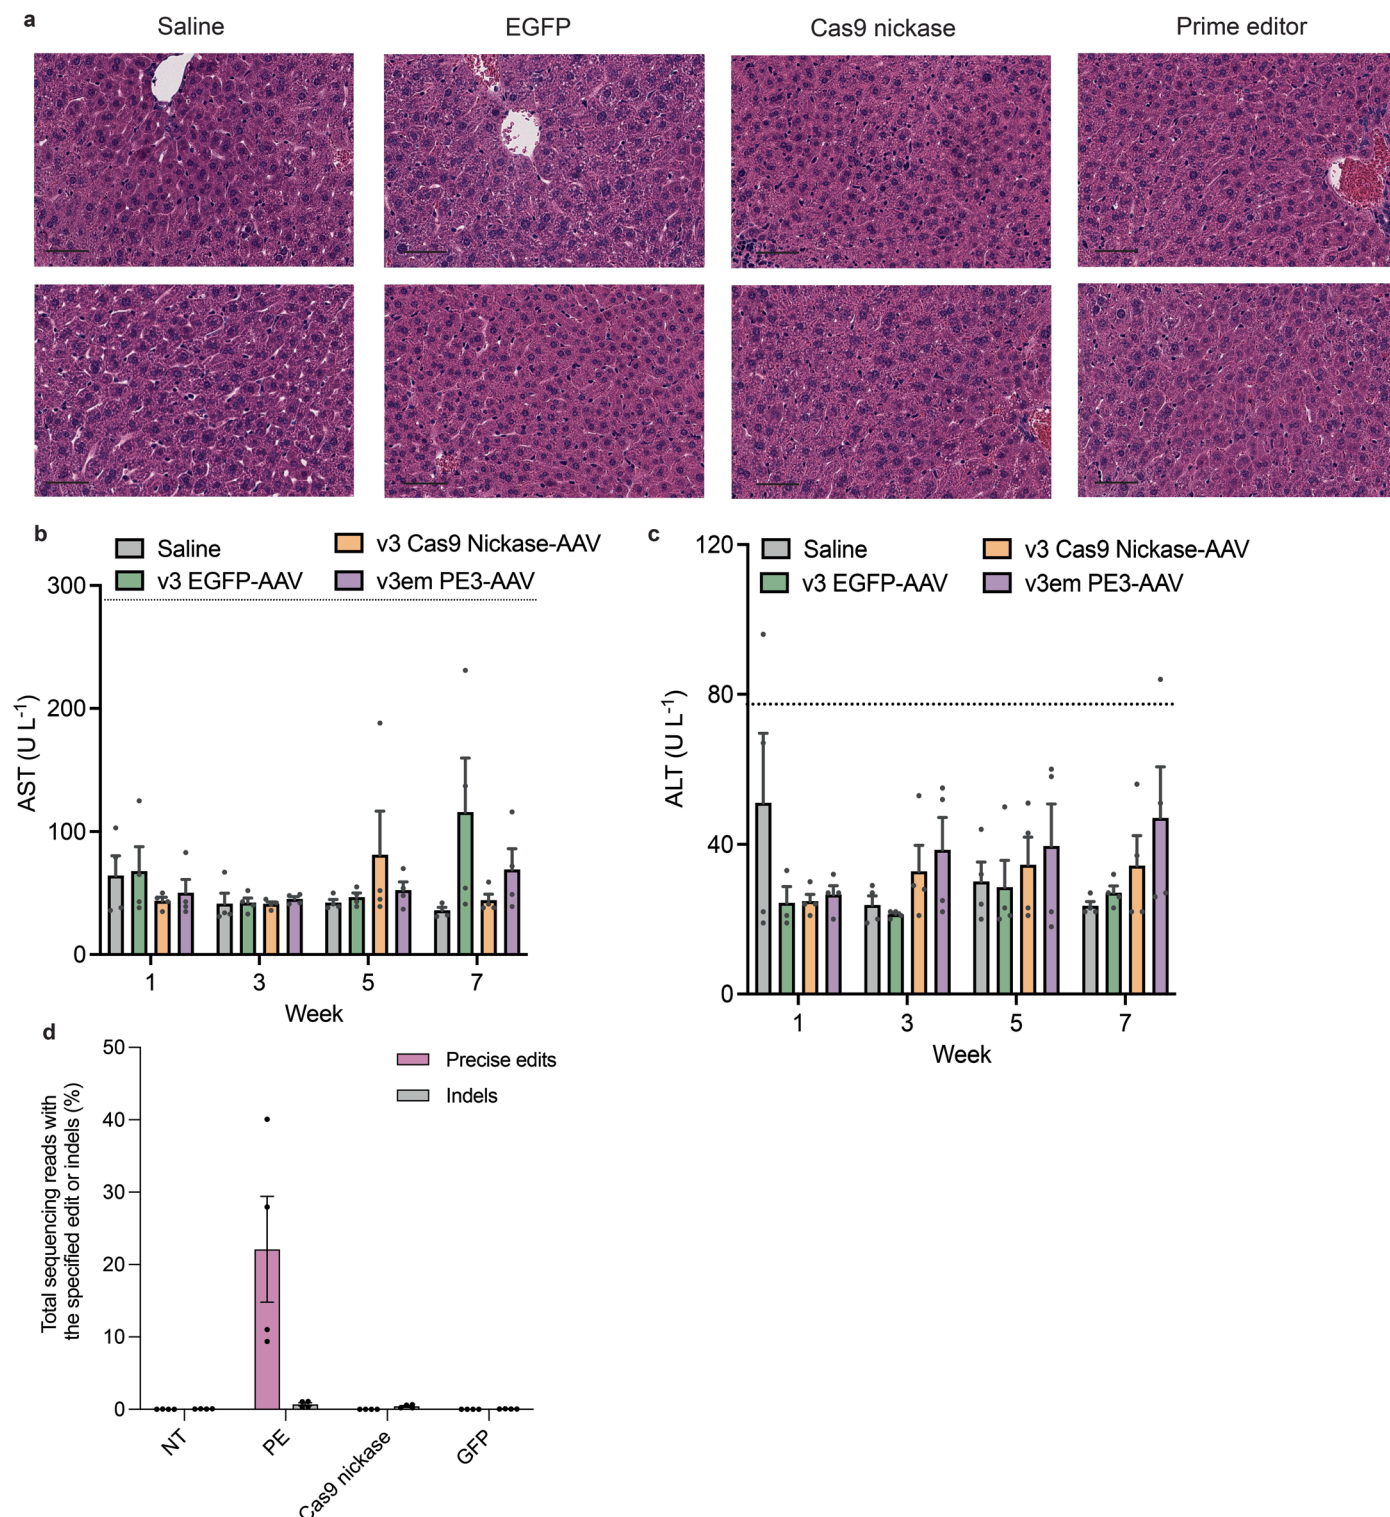 a
Saline
EGFP
Cas9 nickase
Prime editor
b
Saline
v3 Cas9 Nickase-AAV
v3 EGFP-AAV
v3em PE3-AAV
300
200
100
0
AST (U L⁻¹)
1
3
5
7
Week
c
Saline
v3 Cas9 Nickase-AAV
v3 EGFP-AAV
v3em PE3-AAV
120
80
40
0
ALT (U L⁻¹)
1
3
5
7
Week
d
Precise edits
Indels
50
40
30
20
10
0
Total sequencing reads with
the specified edit or indels (%)
NT
PE
Cas9 nickase
GFP